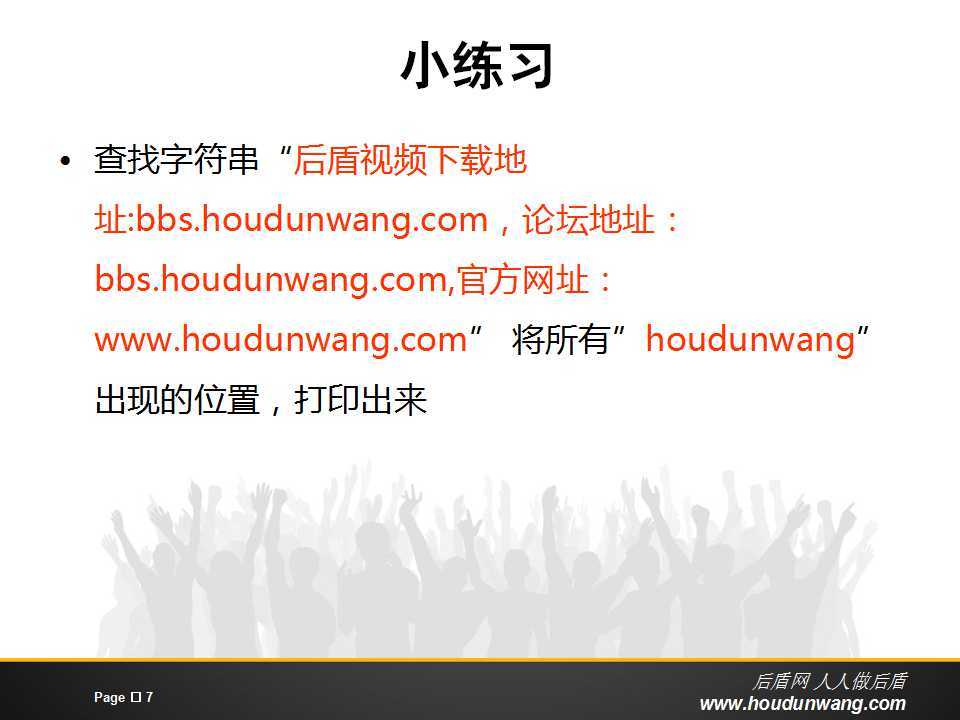 小练习
• 查找字符串“后盾视频下载地
址:bbs.houdunwang.com，论坛地址：
bbs.houdunwang.com,官方网址：
www.houdunwang.com” 将所有”houdunwang”
出现的位置，打印出来
Page □ 7
后盾网 人人做后盾
www.houdunwang.com